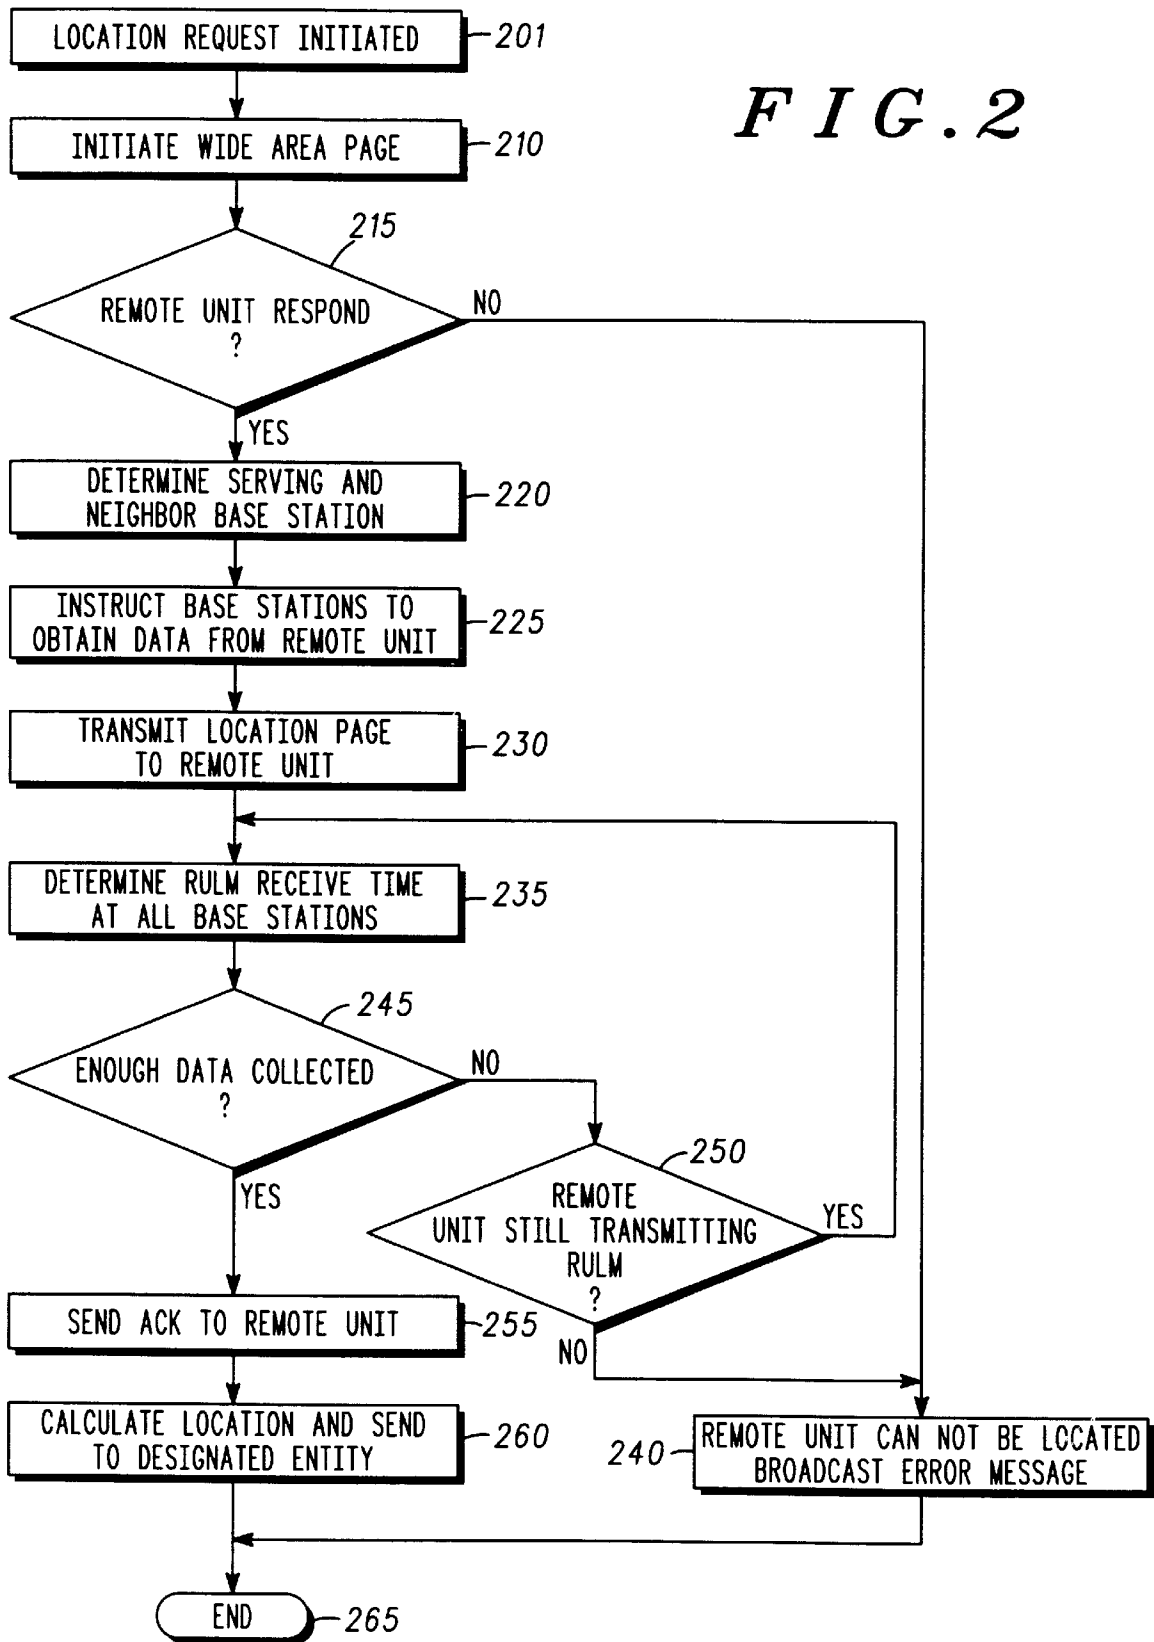 LOCATION REQUEST INITIATED
201
FIG.2
INITIATE WIDE AREA PAGE
210
215
REMOTE UNIT RESPOND
?
NO
YES
DETERMINE SERVING AND
NEIGHBOR BASE STATION
220
INSTRUCT BASE STATIONS TO
OBTAIN DATA FROM REMOTE UNIT
225
TRANSMIT LOCATION PAGE
TO REMOTE UNIT
230
DETERMINE RULM RECEIVE TIME
AT ALL BASE STATIONS
235
245
ENOUGH DATA COLLECTED
?
NO
YES
250
REMOTE
UNIT STILL TRANSMITTING
RULM
?
YES
NO
SEND ACK TO REMOTE UNIT
255
CALCULATE LOCATION AND SEND
TO DESIGNATED ENTITY
260
240
REMOTE UNIT CAN NOT BE LOCATED
BROADCAST ERROR MESSAGE
END
265